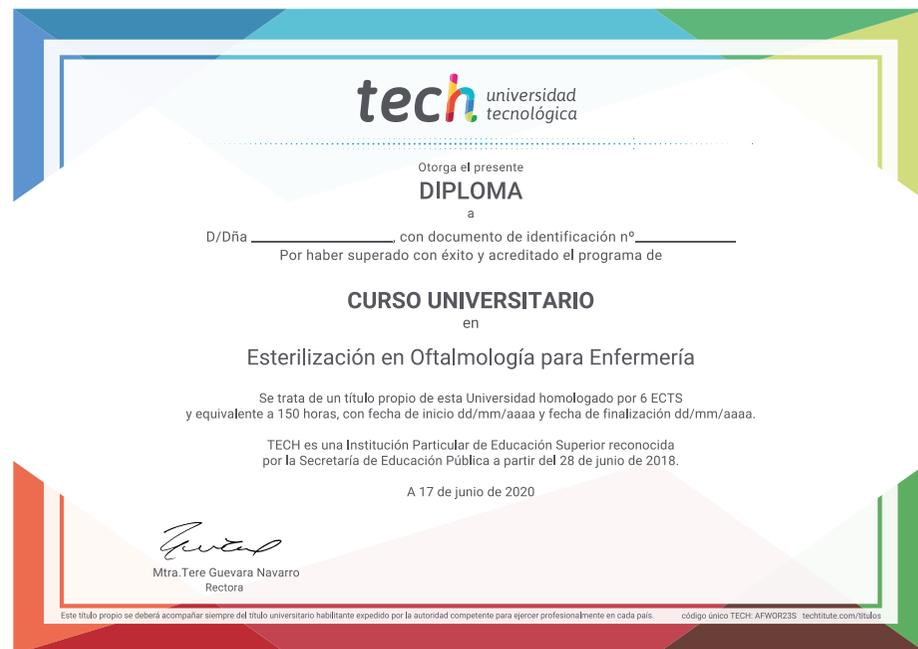 tech universidad
tecnológica
Otorga el presente
DIPLOMA
a
D/Dña ______________, con documento de identificación nº__________
Por haber superado con éxito y acreditado el programa de
CURSO UNIVERSITARIO
en
Esterilización en Oftalmología para Enfermería
Se trata de un título propio de esta Universidad homologado por 6 ECTS
y equivalente a 150 horas, con fecha de inicio dd/mm/aaaa y fecha de finalización dd/mm/aaaa.
TECH es una Institución Particular de Educación Superior reconocida
por la Secretaría de Educación Pública a partir del 28 de junio de 2018.
A 17 de junio de 2020
Mtra.Tere Guevara Navarro
Rectora
Este título propio se deberá acompañar siempre del título universitario habilitante expedido por la autoridad competente para ejercer profesionalmente en cada país. código único TECH: AFWOR23S techtitute.com/titulos